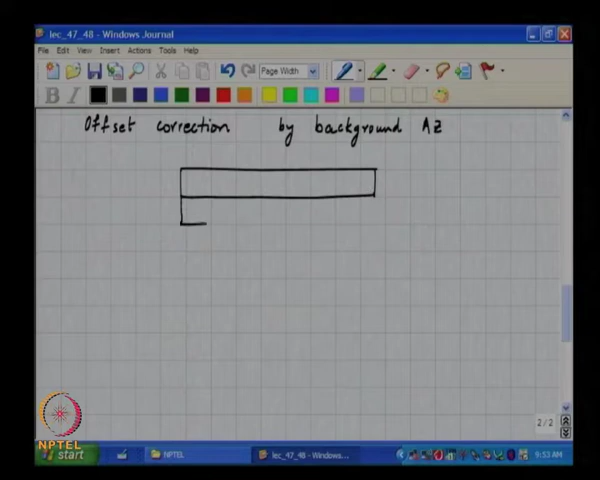 lec_47_48 - Windows Journal
File Edit View Insert Actions Tools Help
Page Width
B I
Offset correction by background AZ
2/2
NPTEL
start NPTEL lec_47_48 - Windows... 9:53 AM